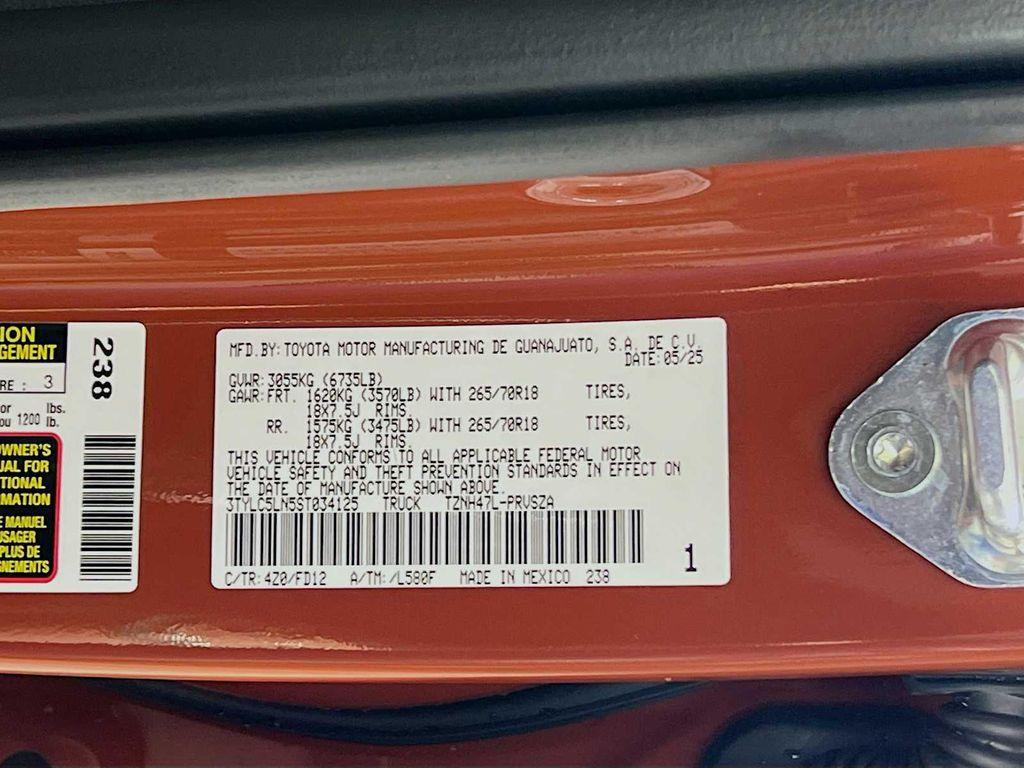 ION
GEMENT
RE : 3
or lbs.
ou 1200 lb.
OWNER'S
UAL FOR
TIONAL
RMATION
E MANUEL
USAGER
PLUS DE
GNEMENTS
238
MFD.BY:TOYOTA MOTOR MANUFACTURING DE GUANAJUATO, S.A. DE C.V.
DATE:05/25
GVWR:3055KG (6735LB)
GAWR:FRT. 1620KG (3570LB) WITH 265/70R18 TIRES,
18X7.5J RIMS.
RR. 1575KG (3475LB) WITH 265/70R18 TIRES,
18X7.5J RIMS.
THIS VEHICLE CONFORMS TO ALL APPLICABLE FEDERAL MOTOR
VEHICLE SAFETY AND THEFT PREVENTION STANDARDS IN EFFECT ON
THE DATE OF MANUFACTURE SHOWN ABOVE.
3TYLC5LN5ST034125 TRUCK TZNH47L-PRVSZA
1
C/TR:4Z0/FD12 A/TM:/L580F MADE IN MEXICO 238